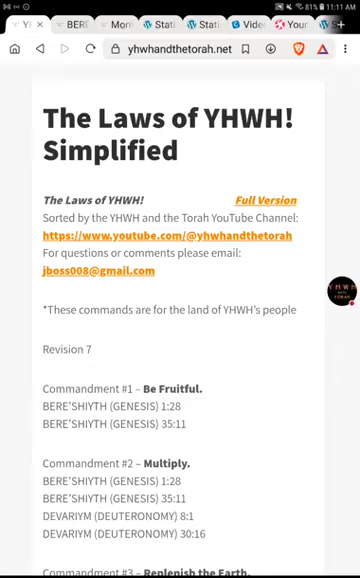 81% 11:11 AM
BERE
Morn
Stati
Stati
Vide
Your
yhwhandthetorah.net
The Laws of YHWH!
Simplified
The Laws of YHWH! Full Version
Sorted by the YHWH and the Torah YouTube Channel:
https://www.youtube.com/@yhwhandthetorah
For questions or comments please email:
jboss008@gmail.com
*These commands are for the land of YHWH's people
YHWH
TORAH
Revision 7
Commandment #1 – Be Fruitful.
BERE'SHIYTH (GENESIS) 1:28
BERE'SHIYTH (GENESIS) 35:11
Commandment #2 – Multiply.
BERE'SHIYTH (GENESIS) 1:28
BERE'SHIYTH (GENESIS) 35:11
DEVARIYM (DEUTERONOMY) 8:1
DEVARIYM (DEUTERONOMY) 30:16
Commandment #3 – Replenish the Earth.